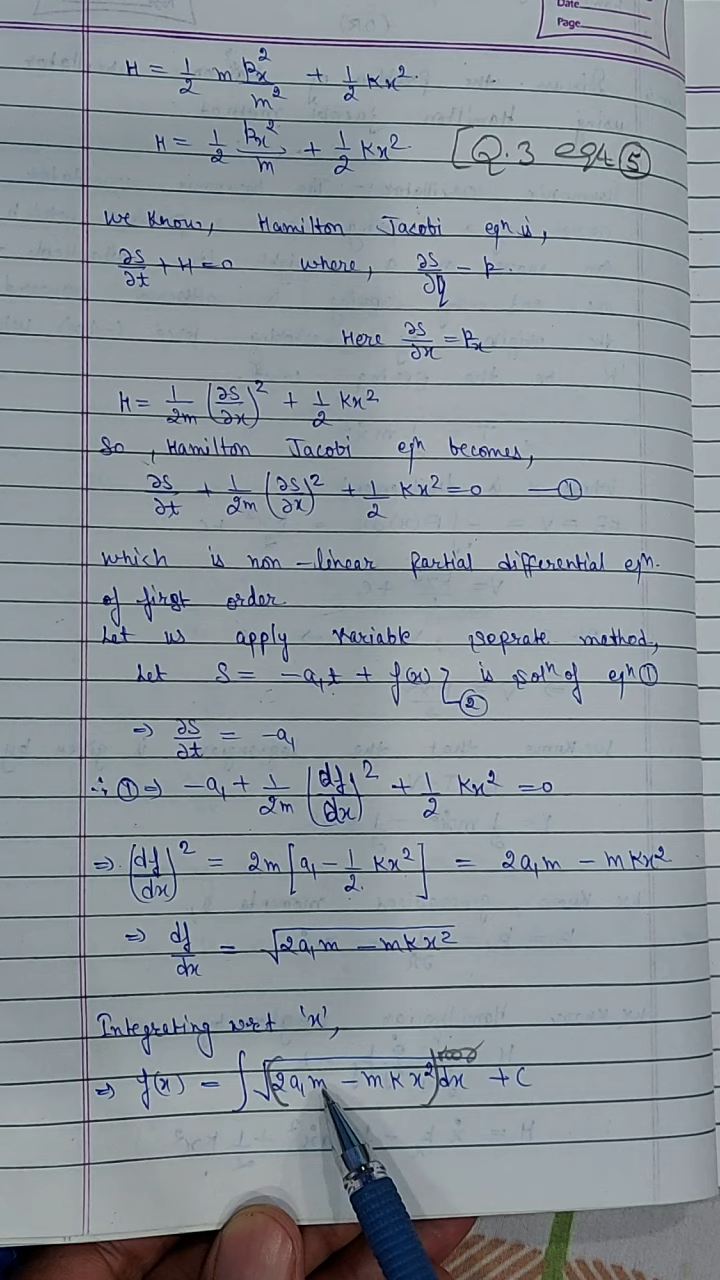 Date
Page
H = 1/2 m Px²/m² + 1/2 Kx².
H = 1/2 Px²/m + 1/2 Kx² [Q.3 eqn ⑤
we know, Hamilton Jacobi eqn is,
∂S/∂t + H = 0 where, ∂S/∂q = p.
Here ∂S/∂x = Px
H = 1/2m (∂S/∂x)² + 1/2 Kx²
So, Hamilton Jacobi eqn becomes,
∂S/∂t + 1/2m (∂S/∂x)² + 1/2 Kx² = 0 —①
which is non-linear partial differential eqn.
of first order.
Let us apply variable seprate method,
Let S = -a₁t + f(x) ② is solⁿ of eqn ①
⇒ ∂S/∂t = -a₁
∴ ① ⇒ -a₁ + 1/2m (df/dx)² + 1/2 Kx² = 0
⇒ (df/dx)² = 2m [a₁ - 1/2 Kx²] = 2a₁m - mKx²
⇒ df/dx = √(2a₁m - mKx²)
Integrating wrt 'x',
⇒ f(x) = ∫ √(2a₁m - mKx²) dx + C